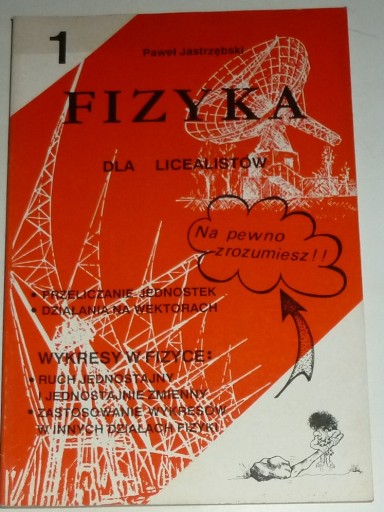 1
Paweł Jastrzębski
FIZYKA
DLA LICEALISTÓW
Na pewno
zrozumiesz!!
• PRZELICZANIE JEDNOSTEK
• DZIAŁANIA NA WEKTORACH
WYKRESY W FIZYCE:
• RUCH JEDNOSTAJNY
I JEDNOSTAJNIE ZMIENNY
• ZASTOSOWANIE WYKRESÓW
W INNYCH DZIAŁACH FIZYKI